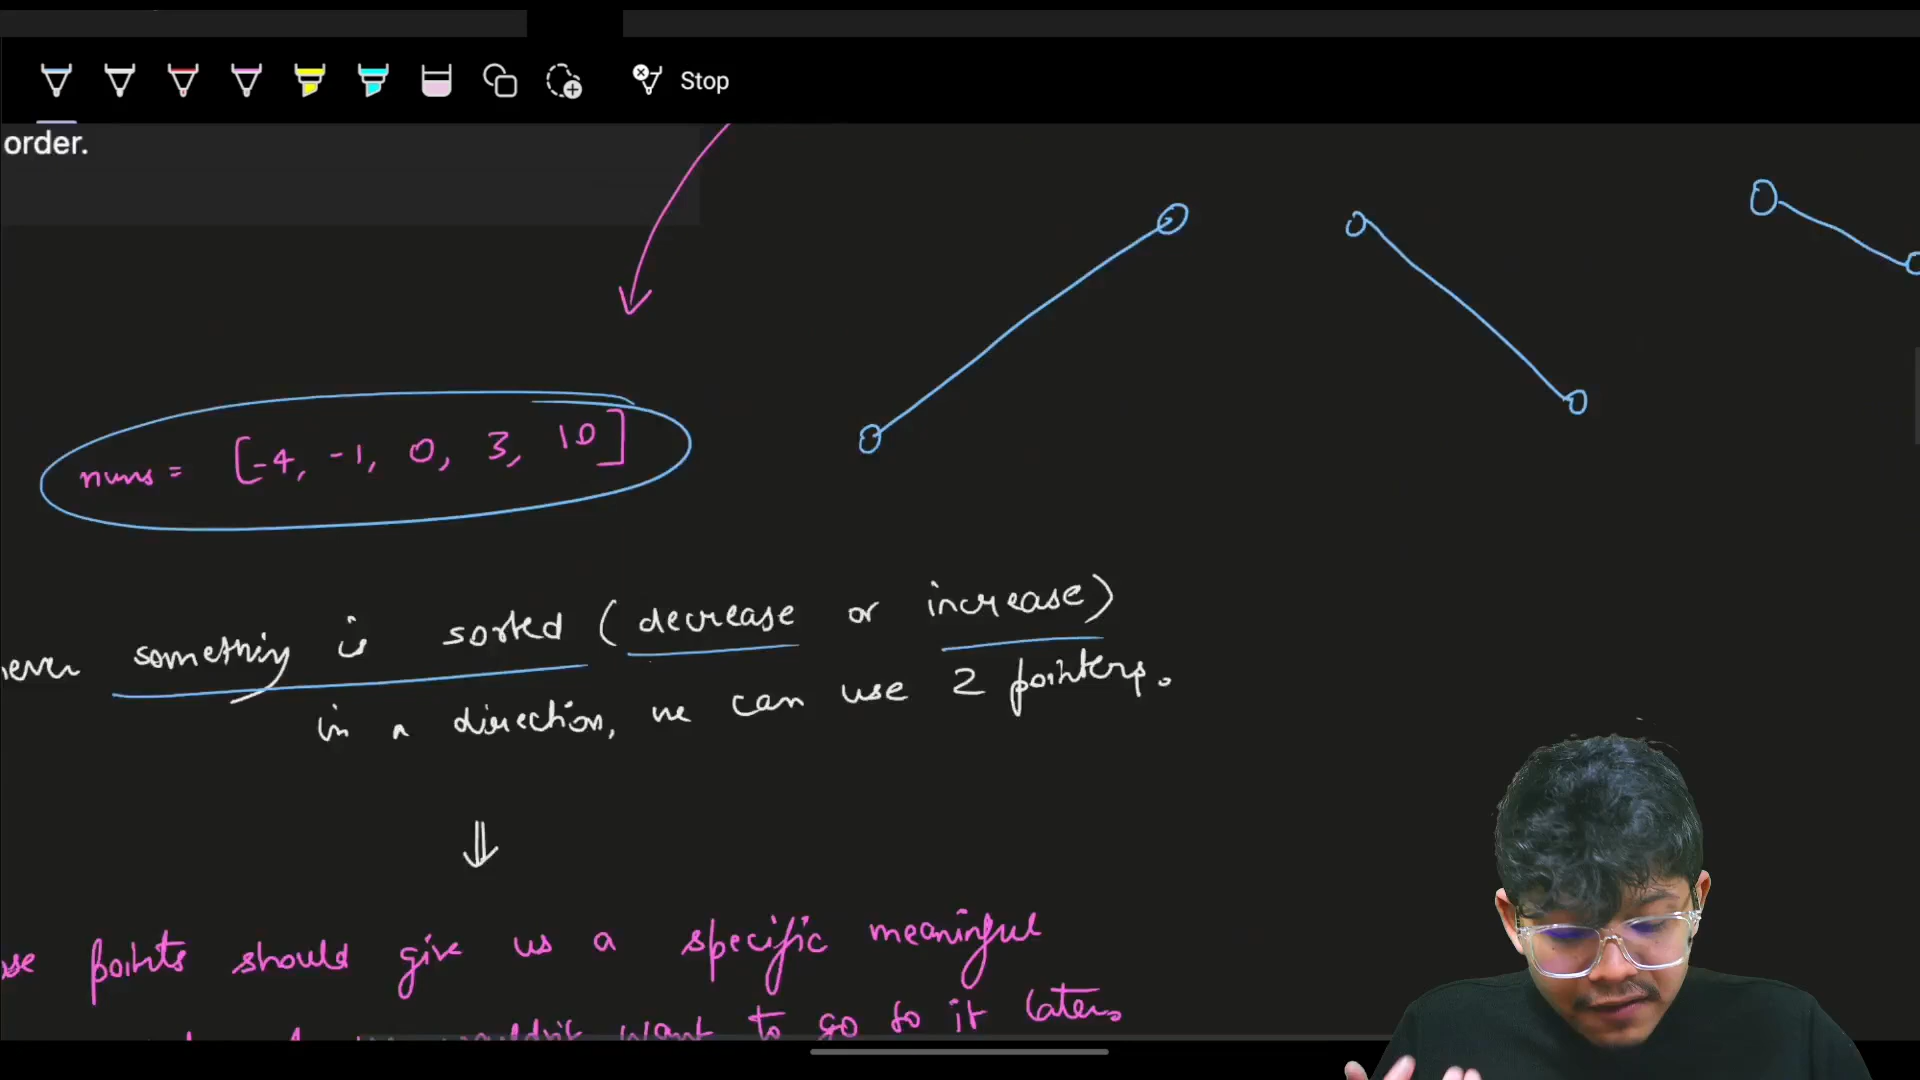 Stop
order.
nums = [-4, -1, 0, 3, 10]
something is sorted (decrease or increase)
in a direction, we can use 2 pointers.
⇓
points should give us a specific meaningful
want to go to it later.